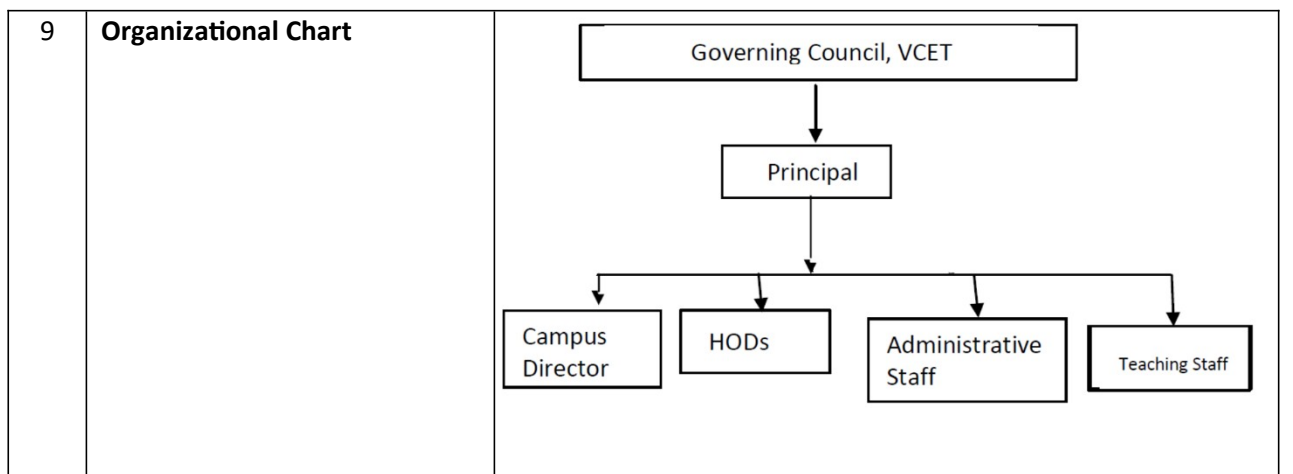 9
Organizational Chart
Governing Council, VCET
Principal
Campus
Director
HODs
Administrative
Staff
Teaching Staff